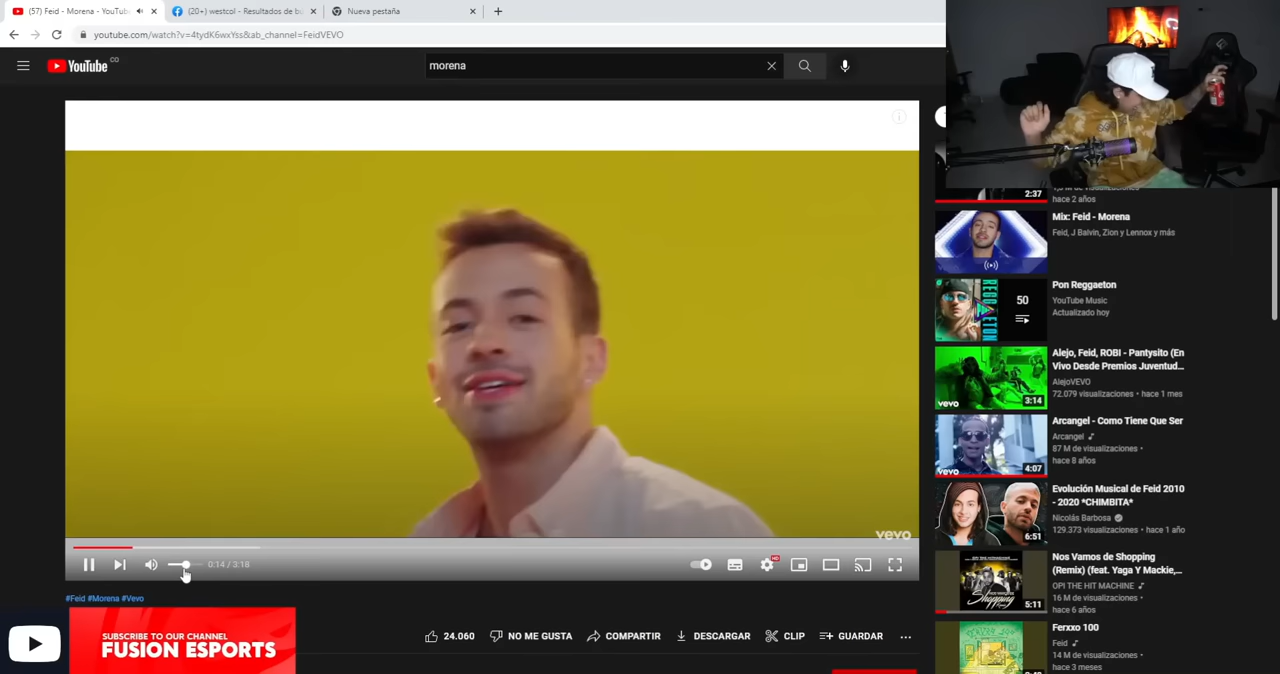 (57) Feid - Morena - YouTub
(20+) westcol - Resultados de bu
Nueva pestaña
youtube.com/watch?v=4tydK6wxYss&ab_channel=FeidVEVO
YouTube CO
morena
2:37
hace 2 años
Mix: Feid - Morena
Feid, J Balvin, Zion y Lennox y más
Pon Reggaeton
YouTube Music
Actualizado hoy
50
Alejo, Feid, ROBI - Pantysito (En
Vivo Desde Premios Juventud...
AlejoVEVO
72.079 visualizaciones • hace 1 mes
vevo
3:14
Arcangel - Como Tiene Que Ser
Arcangel
87 M de visualizaciones •
hace 8 años
vevo
4:07
Evolución Musical de Feid 2010
- 2020 *CHIMBITA*
Nicolás Barbosa
129.373 visualizaciones • hace 1 año
6:51
Nos Vamos de Shopping
(Remix) (feat. Yaga Y Mackie,...
OPI THE HIT MACHINE
16 M de visualizaciones •
hace 6 años
SHOPPING
5:11
Ferxxo 100
Feid
14 M de visualizaciones •
hace 3 meses
vevo
0:14 / 3:18
HD
#Feid #Morena #Vevo
SUBSCRIBE TO OUR CHANNEL
FUSION ESPORTS
24.060
NO ME GUSTA
COMPARTIR
DESCARGAR
CLIP
GUARDAR